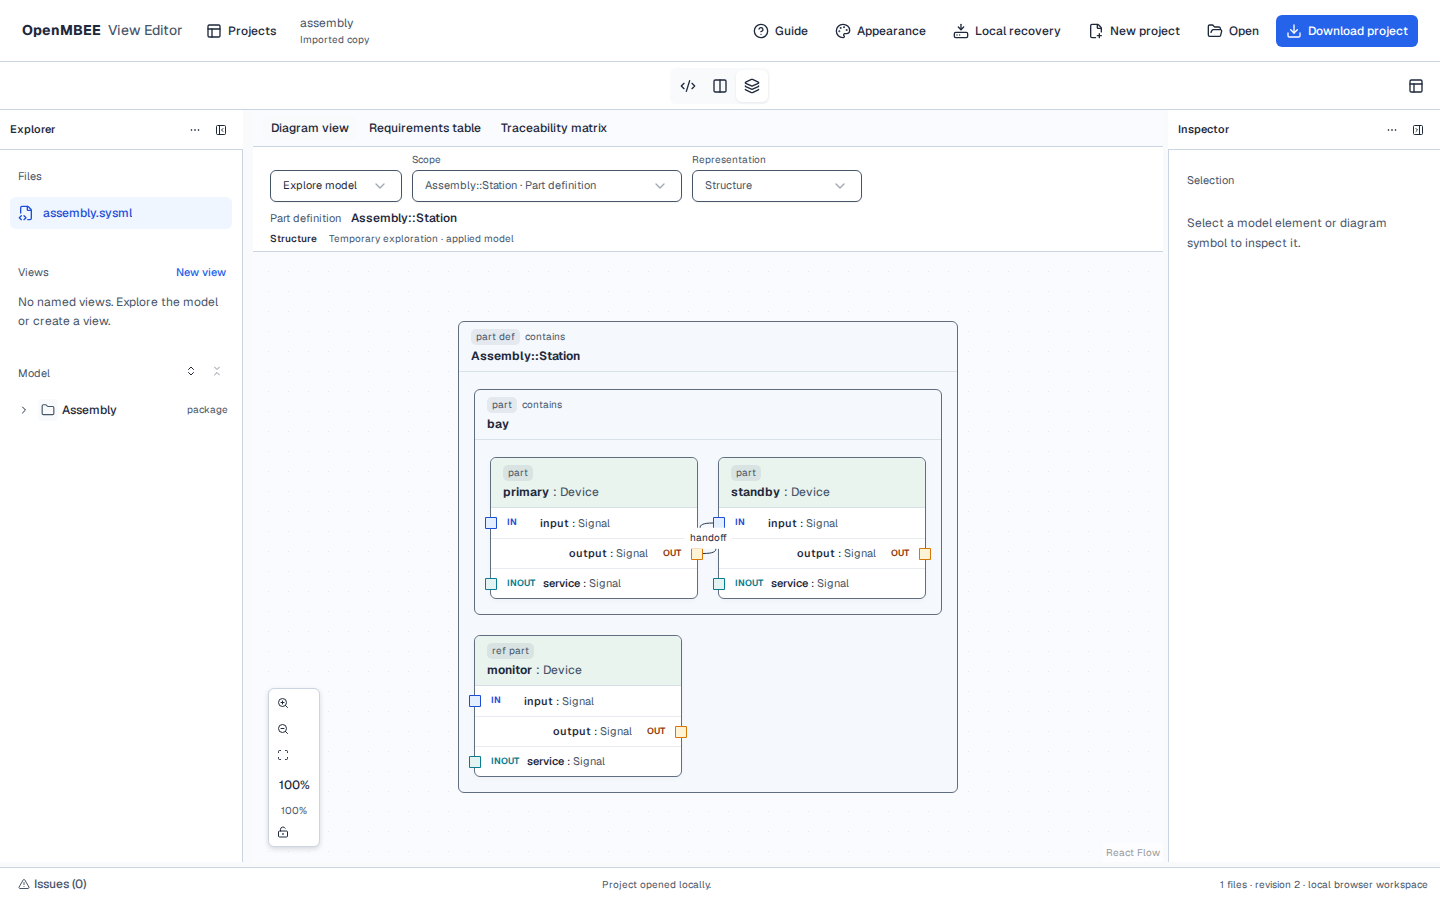 OpenMBEE View Editor
Projects
assembly
Imported copy
Guide
Appearance
Local recovery
New project
Open
Download project
Explorer
Files
assembly.sysml
Views
New view
No named views. Explore the model
or create a view.
Model
Assembly
package
Diagram view
Requirements table
Traceability matrix
Scope
Representation
Explore model
Assembly::Station · Part definition
Structure
Part definition Assembly::Station
Structure Temporary exploration · applied model
part def contains
Assembly::Station
part contains
bay
part
primary : Device
IN input : Signal
output : Signal OUT
INOUT service : Signal
handoff
part
standby : Device
IN input : Signal
output : Signal OUT
INOUT service : Signal
ref part
monitor : Device
IN input : Signal
output : Signal OUT
INOUT service : Signal
100%
100%
React Flow
Inspector
Selection
Select a model element or diagram
symbol to inspect it.
Issues (0)
Project opened locally.
1 files · revision 2 · local browser workspace